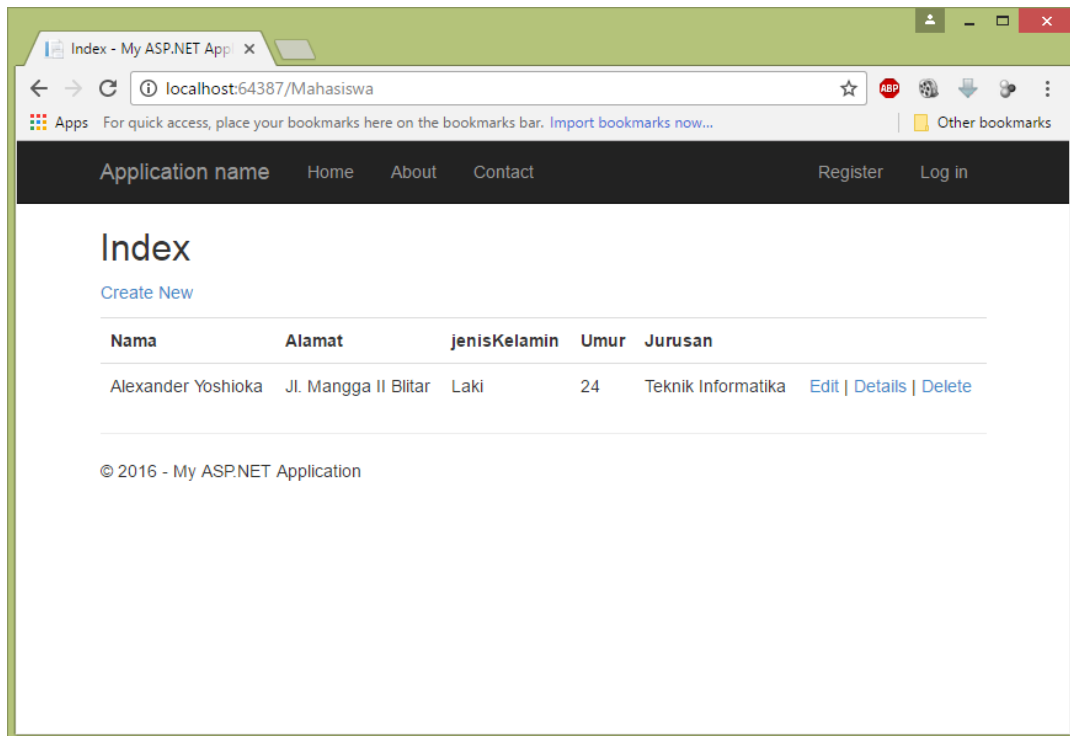 Index - My ASP.NET Appl
localhost:64387/Mahasiswa
ABP
Apps For quick access, place your bookmarks here on the bookmarks bar. Import bookmarks now... Other bookmarks
Application name Home About Contact Register Log in
Index
Create New
Nama Alamat jenisKelamin Umur Jurusan
Alexander Yoshioka Jl. Mangga II Blitar Laki 24 Teknik Informatika Edit | Details | Delete
© 2016 - My ASP.NET Application